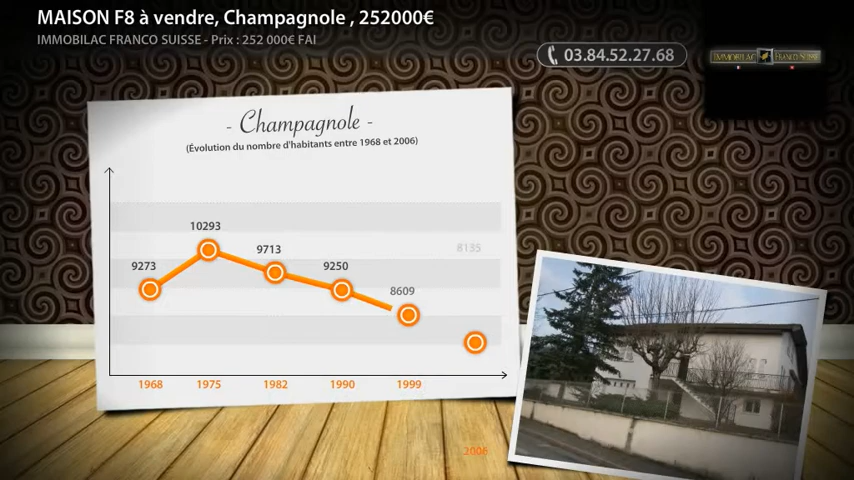 MAISON F8 à vendre, Champagnole , 252000€
IMMOBILAC FRANCO SUISSE - Prix : 252 000€ FAI
03.84.52.27.68
IMMOBILAC FRANCO-SUISSE
- Champagnole -
(Évolution du nombre d'habitants entre 1968 et 2006)
10293
9273
9713
9250
8609
8135
1968 1975 1982 1990 1999
2006